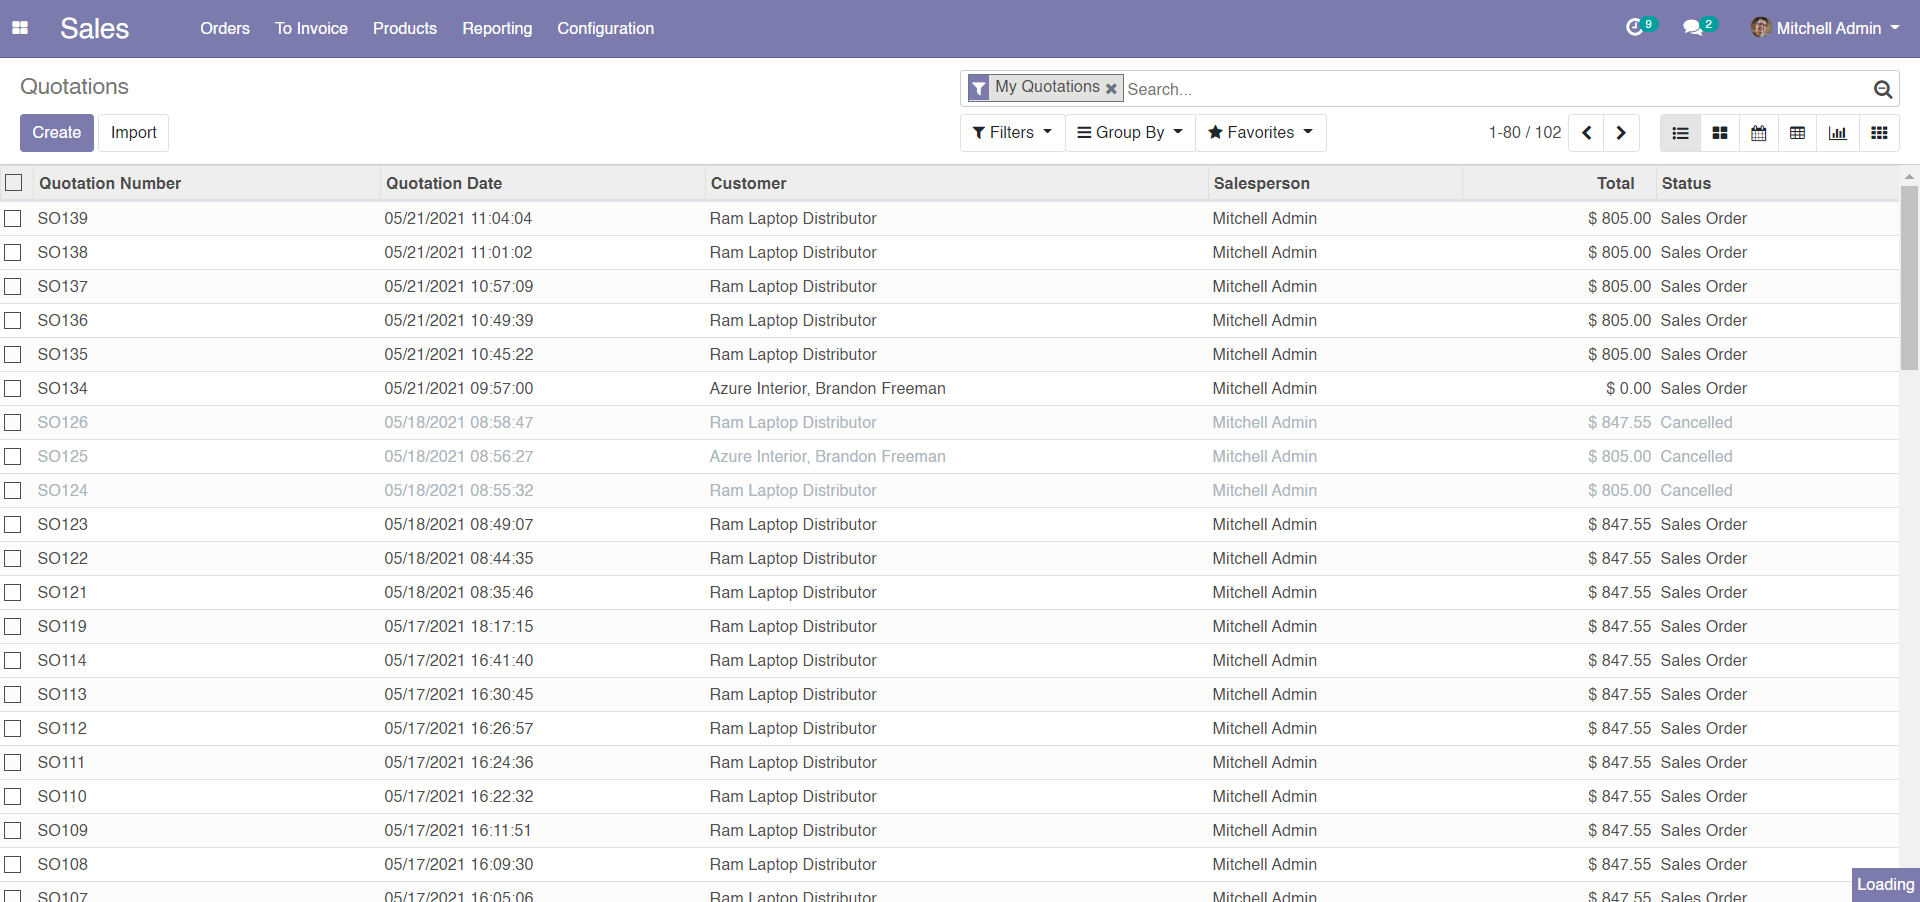 Sales Orders To Invoice Products Reporting Configuration 9 2 Mitchell Admin
Quotations
My Quotations Search...
Create Import
Filters Group By Favorites 1-80 / 102
Quotation Number Quotation Date Customer Salesperson Total Status
SO139 05/21/2021 11:04:04 Ram Laptop Distributor Mitchell Admin $ 805.00 Sales Order
SO138 05/21/2021 11:01:02 Ram Laptop Distributor Mitchell Admin $ 805.00 Sales Order
SO137 05/21/2021 10:57:09 Ram Laptop Distributor Mitchell Admin $ 805.00 Sales Order
SO136 05/21/2021 10:49:39 Ram Laptop Distributor Mitchell Admin $ 805.00 Sales Order
SO135 05/21/2021 10:45:22 Ram Laptop Distributor Mitchell Admin $ 805.00 Sales Order
SO134 05/21/2021 09:57:00 Azure Interior, Brandon Freeman Mitchell Admin $ 0.00 Sales Order
SO126 05/18/2021 08:58:47 Ram Laptop Distributor Mitchell Admin $ 847.55 Cancelled
SO125 05/18/2021 08:56:27 Azure Interior, Brandon Freeman Mitchell Admin $ 805.00 Cancelled
SO124 05/18/2021 08:55:32 Ram Laptop Distributor Mitchell Admin $ 805.00 Cancelled
SO123 05/18/2021 08:49:07 Ram Laptop Distributor Mitchell Admin $ 847.55 Sales Order
SO122 05/18/2021 08:44:35 Ram Laptop Distributor Mitchell Admin $ 847.55 Sales Order
SO121 05/18/2021 08:35:46 Ram Laptop Distributor Mitchell Admin $ 847.55 Sales Order
SO119 05/17/2021 18:17:15 Ram Laptop Distributor Mitchell Admin $ 847.55 Sales Order
SO114 05/17/2021 16:41:40 Ram Laptop Distributor Mitchell Admin $ 847.55 Sales Order
SO113 05/17/2021 16:30:45 Ram Laptop Distributor Mitchell Admin $ 847.55 Sales Order
SO112 05/17/2021 16:26:57 Ram Laptop Distributor Mitchell Admin $ 847.55 Sales Order
SO111 05/17/2021 16:24:36 Ram Laptop Distributor Mitchell Admin $ 847.55 Sales Order
SO110 05/17/2021 16:22:32 Ram Laptop Distributor Mitchell Admin $ 847.55 Sales Order
SO109 05/17/2021 16:11:51 Ram Laptop Distributor Mitchell Admin $ 847.55 Sales Order
SO108 05/17/2021 16:09:30 Ram Laptop Distributor Mitchell Admin $ 847.55 Sales Order
SO107 05/17/2021 16:05:06 Ram Laptop Distributor Mitchell Admin $ 847.55 Sales Order
Loading